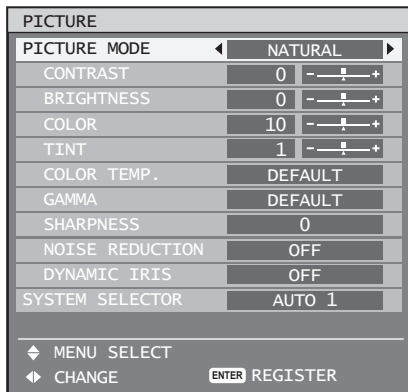 PICTURE
PICTURE MODE NATURAL
CONTRAST 0 - +
BRIGHTNESS 0 - +
COLOR 10 - +
TINT 1 - +
COLOR TEMP. DEFAULT
GAMMA DEFAULT
SHARPNESS 0
NOISE REDUCTION OFF
DYNAMIC IRIS OFF
SYSTEM SELECTOR AUTO 1
MENU SELECT
CHANGE ENTER REGISTER